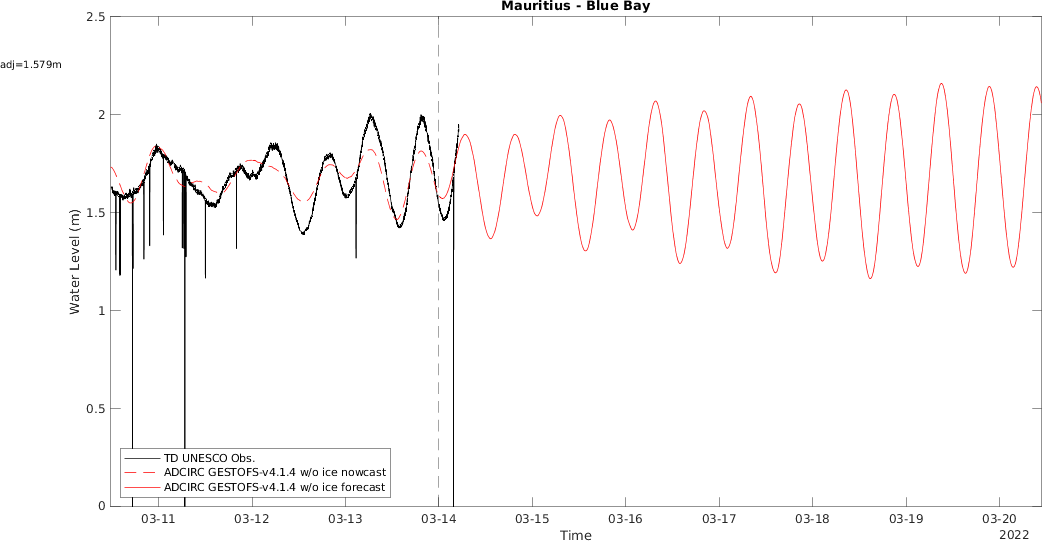 Mauritius - Blue Bay
adj=1.579m
2.5
2
1.5
1
0.5
0
Water Level (m)
TD UNESCO Obs.
ADCIRC GESTOFS-v4.1.4 w/o ice nowcast
ADCIRC GESTOFS-v4.1.4 w/o ice forecast
03-11 03-12 03-13 03-14 03-15 03-16 03-17 03-18 03-19 03-20
Time
2022